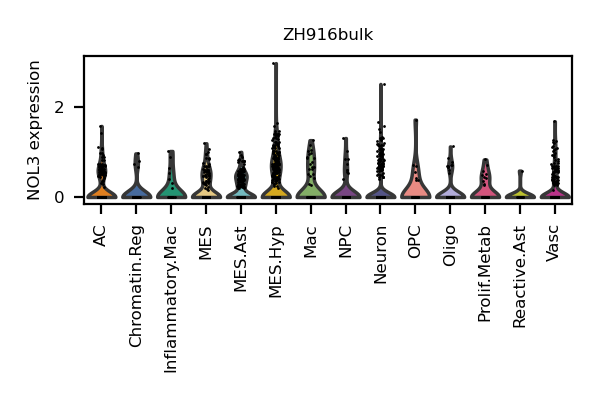 ZH916bulk
NOL3 expression
2
0
AC
Chromatin.Reg
Inflammatory.Mac
MES
MES.Ast
MES.Hyp
Mac
NPC
Neuron
OPC
Oligo
Prolif.Metab
Reactive.Ast
Vasc